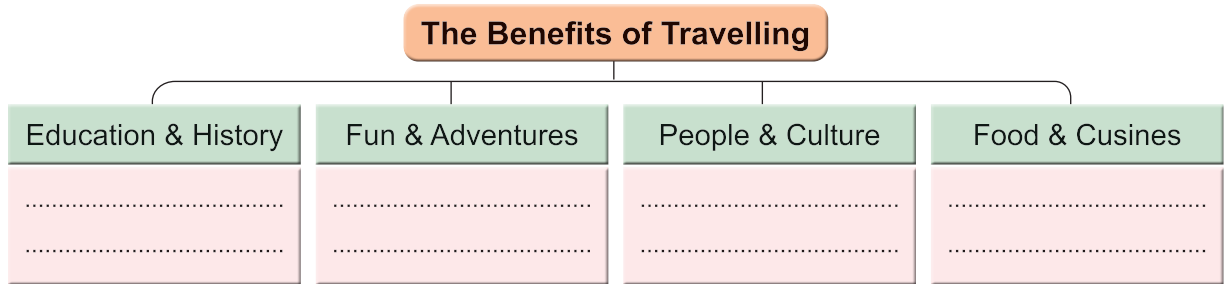 The Benefits of Travelling
Education & History
Fun & Adventures
People & Culture
Food & Cusines